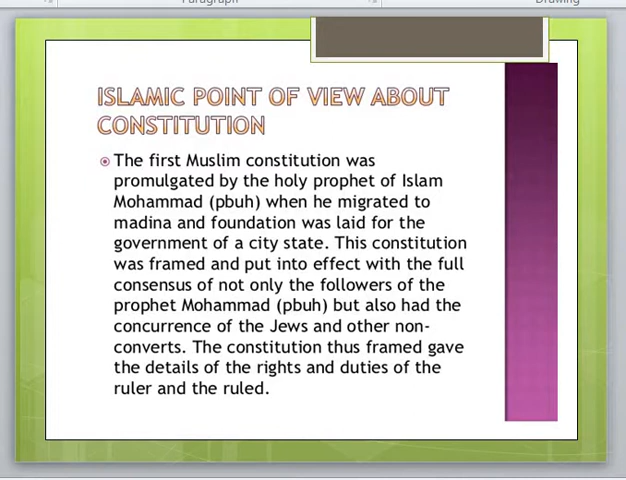 Paragraph
Drawing
ISLAMIC POINT OF VIEW ABOUT
CONSTITUTION
The first Muslim constitution was
promulgated by the holy prophet of Islam
Mohammad (pbuh) when he migrated to
madina and foundation was laid for the
government of a city state. This constitution
was framed and put into effect with the full
consensus of not only the followers of the
prophet Mohammad (pbuh) but also had the
concurrence of the Jews and other non-
converts. The constitution thus framed gave
the details of the rights and duties of the
ruler and the ruled.